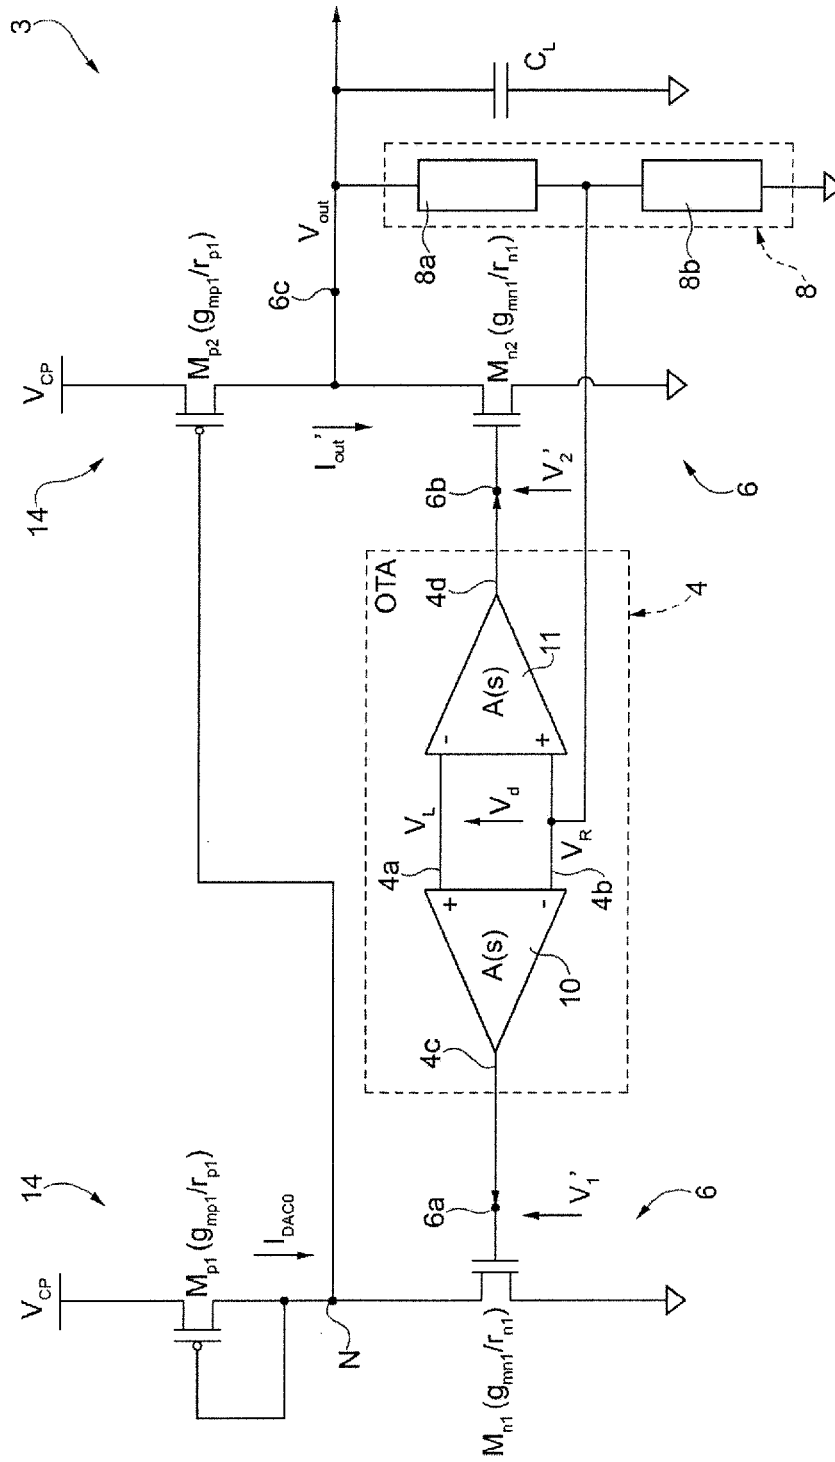 3
14
V_CP
M_p1 (g_mp1/r_p1)
I_DAC0
N
M_n1 (g_mn1/r_n1)
6a
V_1'
6
4c
OTA
A(s)
10
+
-
4a
V_L
V_d
V_R
4b
-
+
A(s)
11
4d
4
6b
V_2'
6
14
V_CP
M_p2 (g_mp1/r_p1)
I_out'
M_n2 (g_mn1/r_n1)
6c
V_out
8a
8b
8
C_L